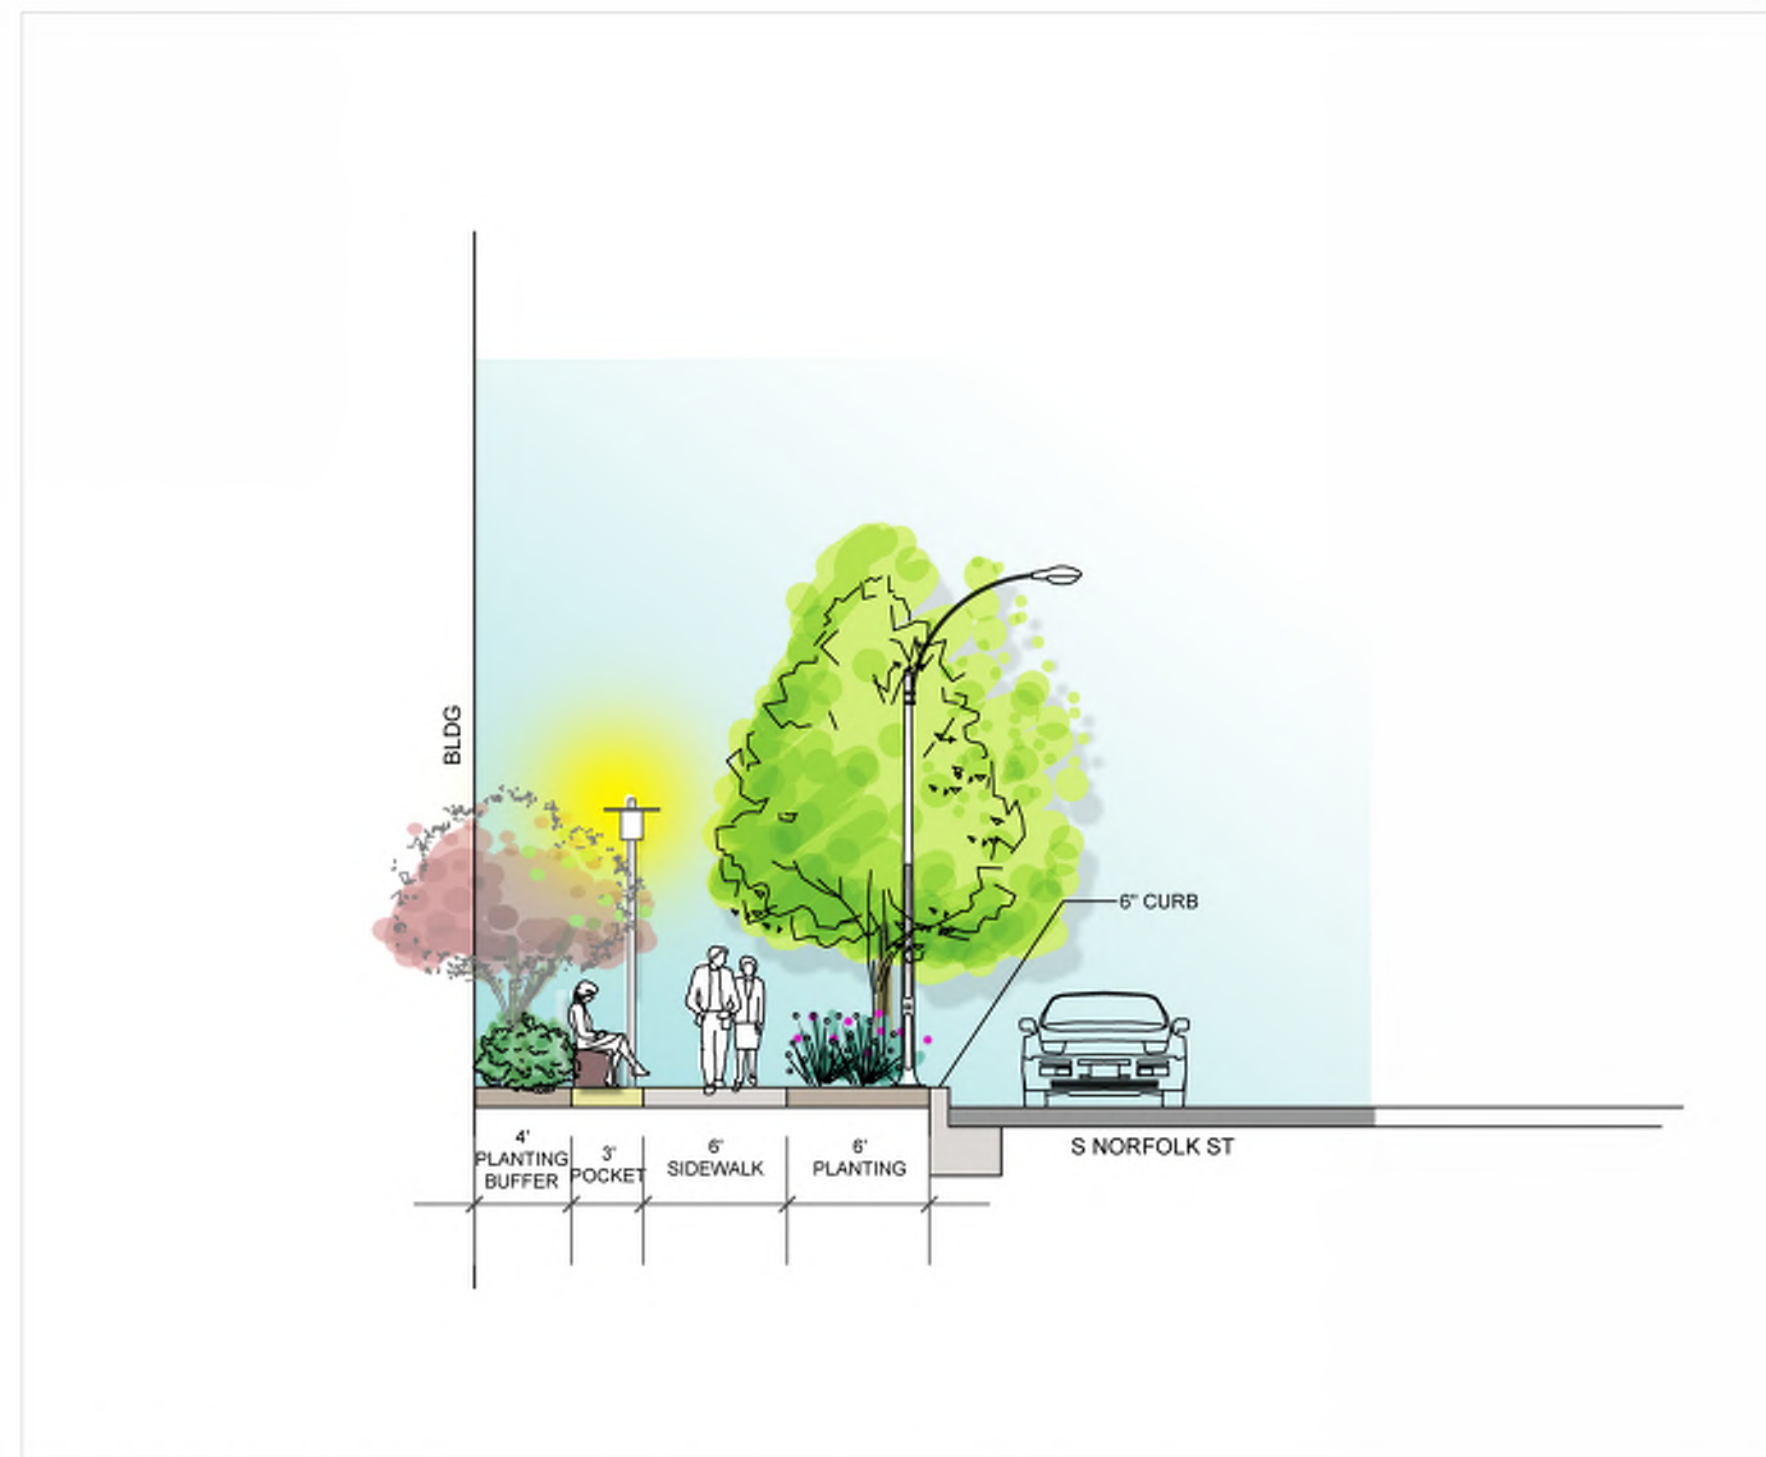 BLDG
6" CURB
4'
PLANTING
BUFFER
3'
POCKET
6'
SIDEWALK
6'
PLANTING
S NORFOLK ST